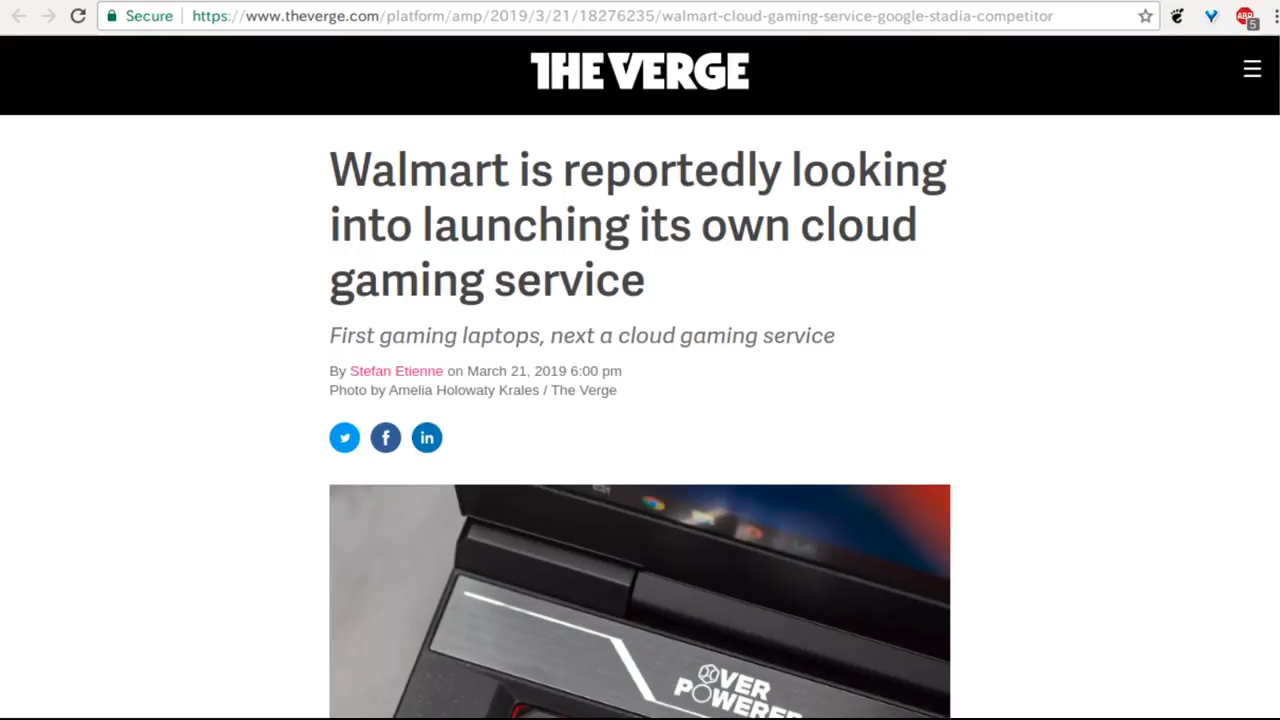 Secure
https://www.theverge.com/platform/amp/2019/3/21/18276235/walmart-cloud-gaming-service-google-stadia-competitor
ABP
5
THE VERGE
Walmart is reportedly looking
into launching its own cloud
gaming service
First gaming laptops, next a cloud gaming service
By Stefan Etienne on March 21, 2019 6:00 pm
Photo by Amelia Holowaty Krales / The Verge
f
in
OVER
POWERED